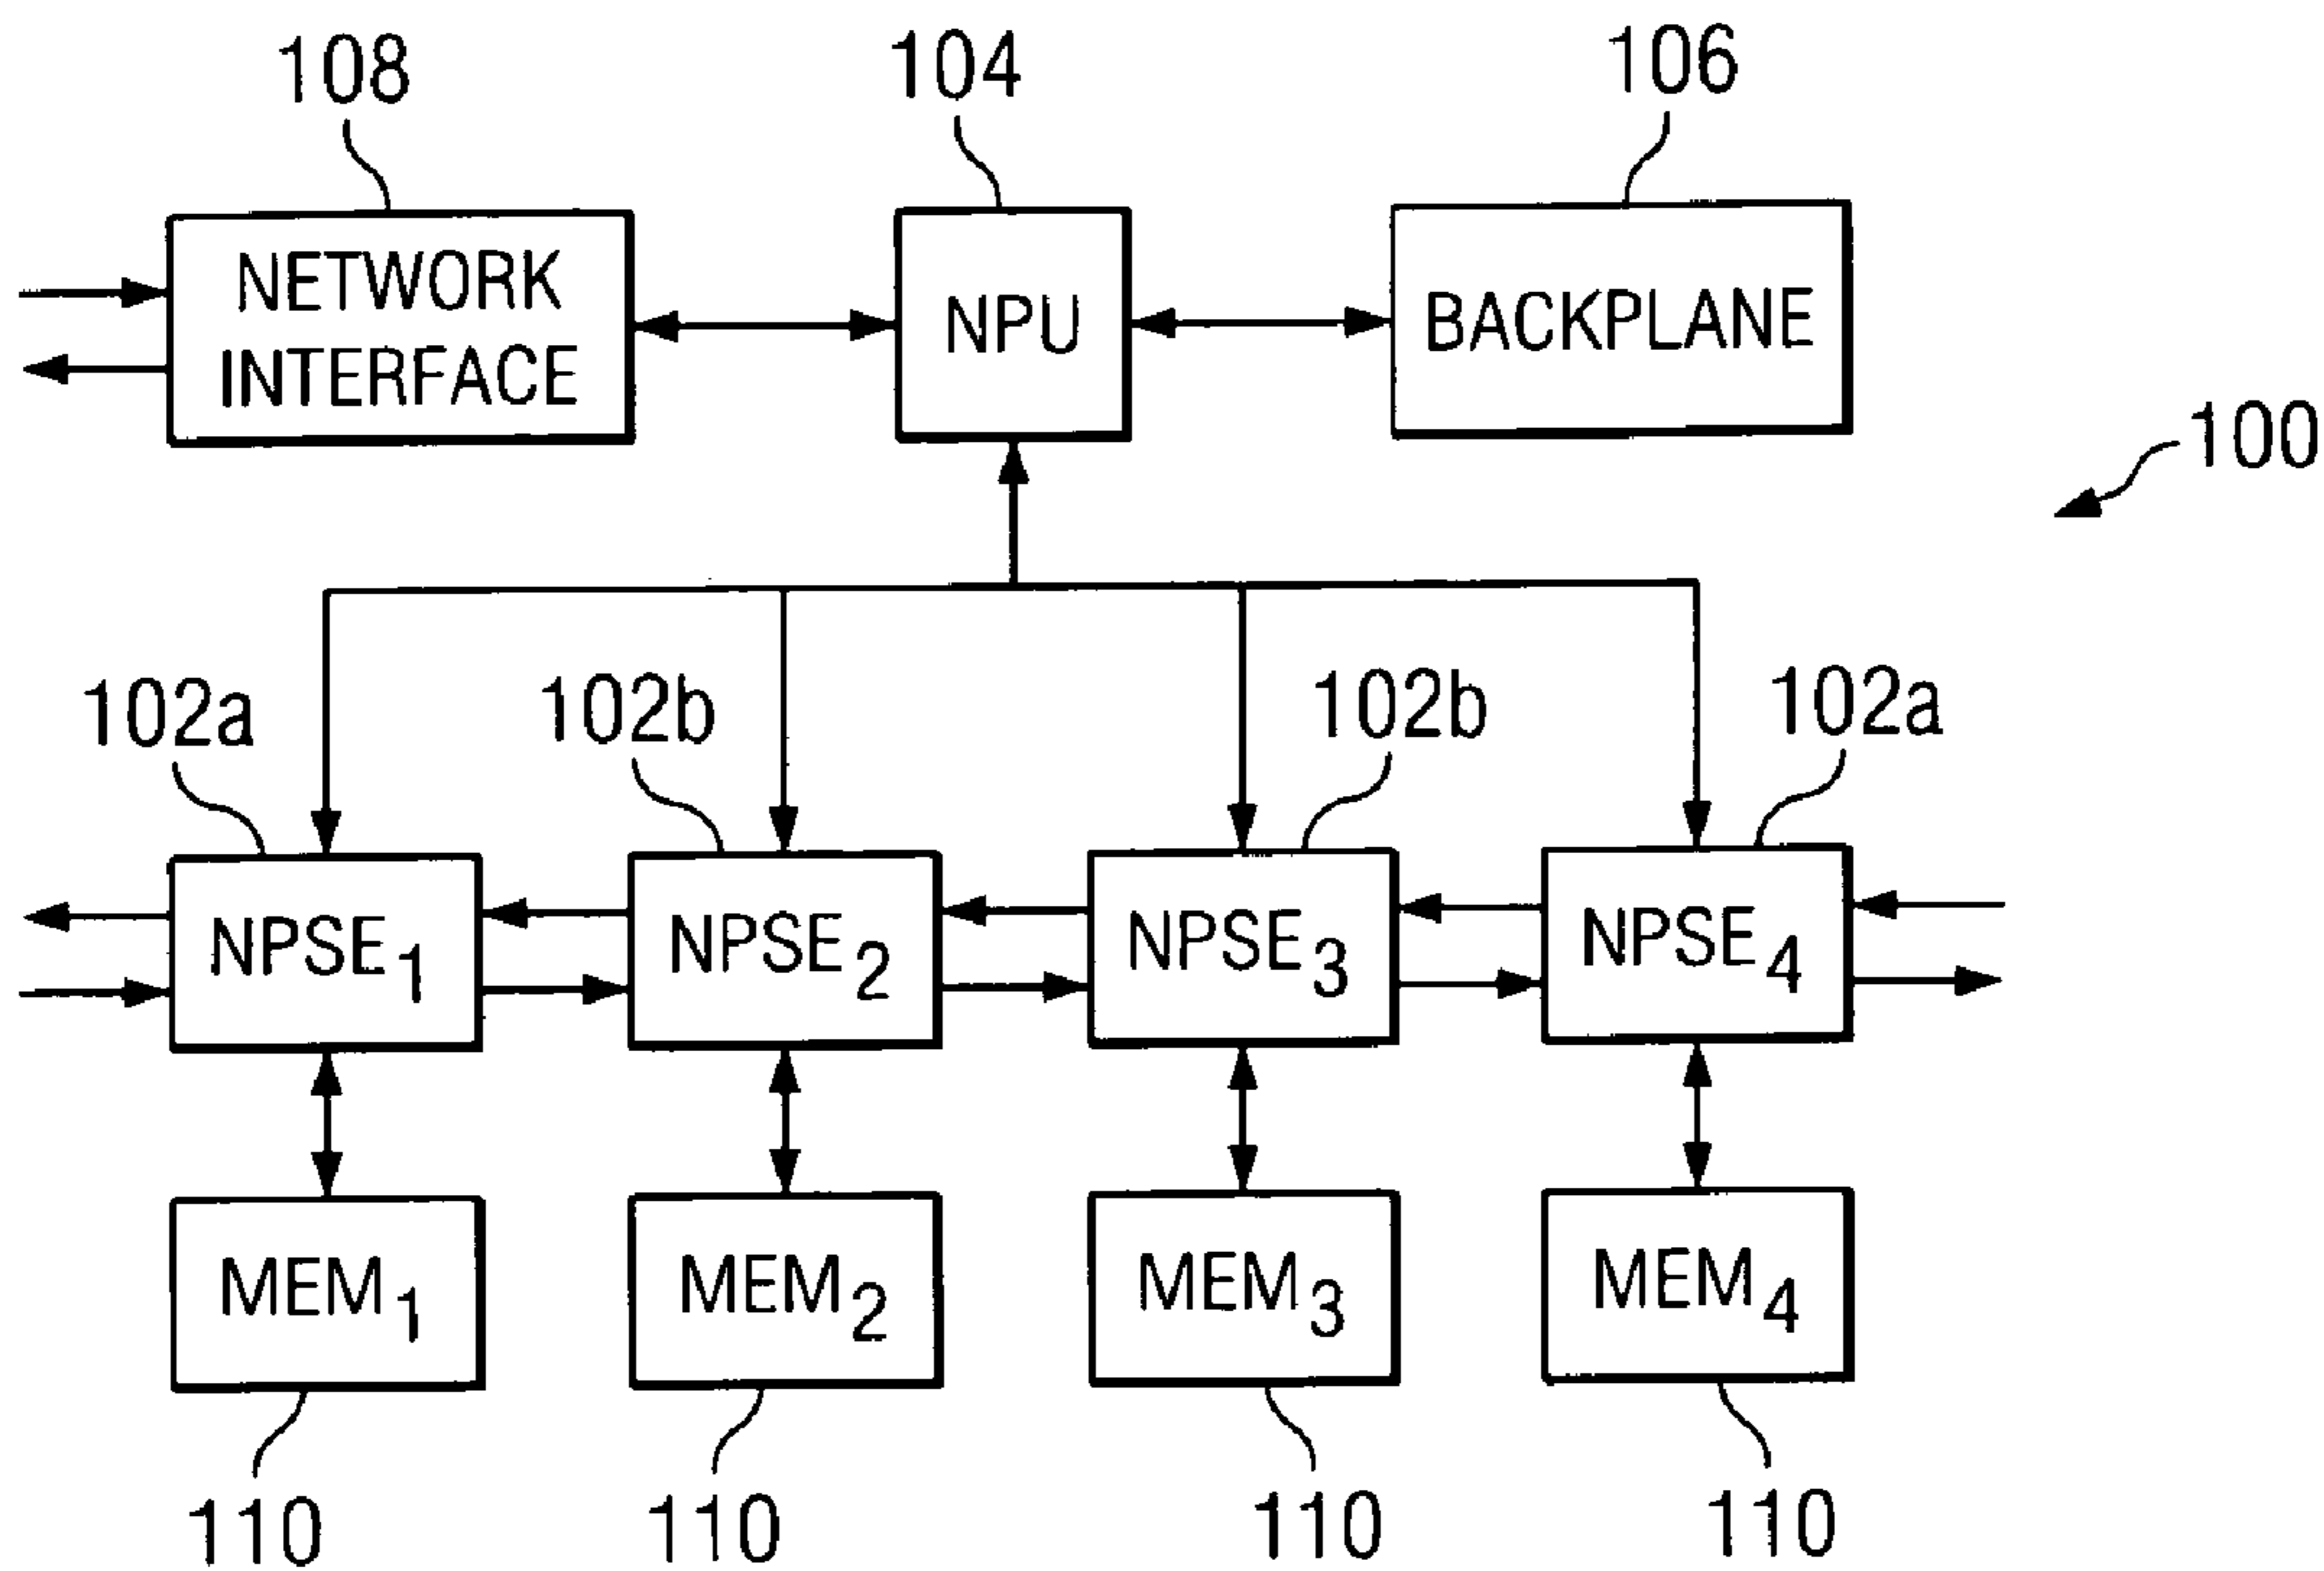 108 104 106
NETWORK
INTERFACE
NPU
BACKPLANE
100
102a 102b 102b 102a
NPSE1 NPSE2 NPSE3 NPSE4
MEM1 MEM2 MEM3 MEM4
110 110 110 110